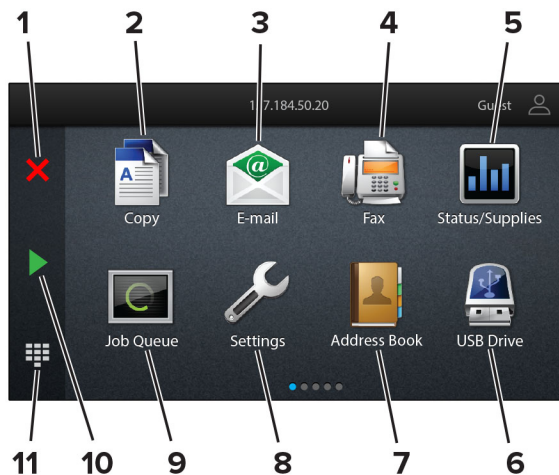 1 2 3 4 5
Guest
A
@
Copy E-mail Fax Status/Supplies
Job Queue Settings Address Book USB Drive
11 10 9 8 7 6